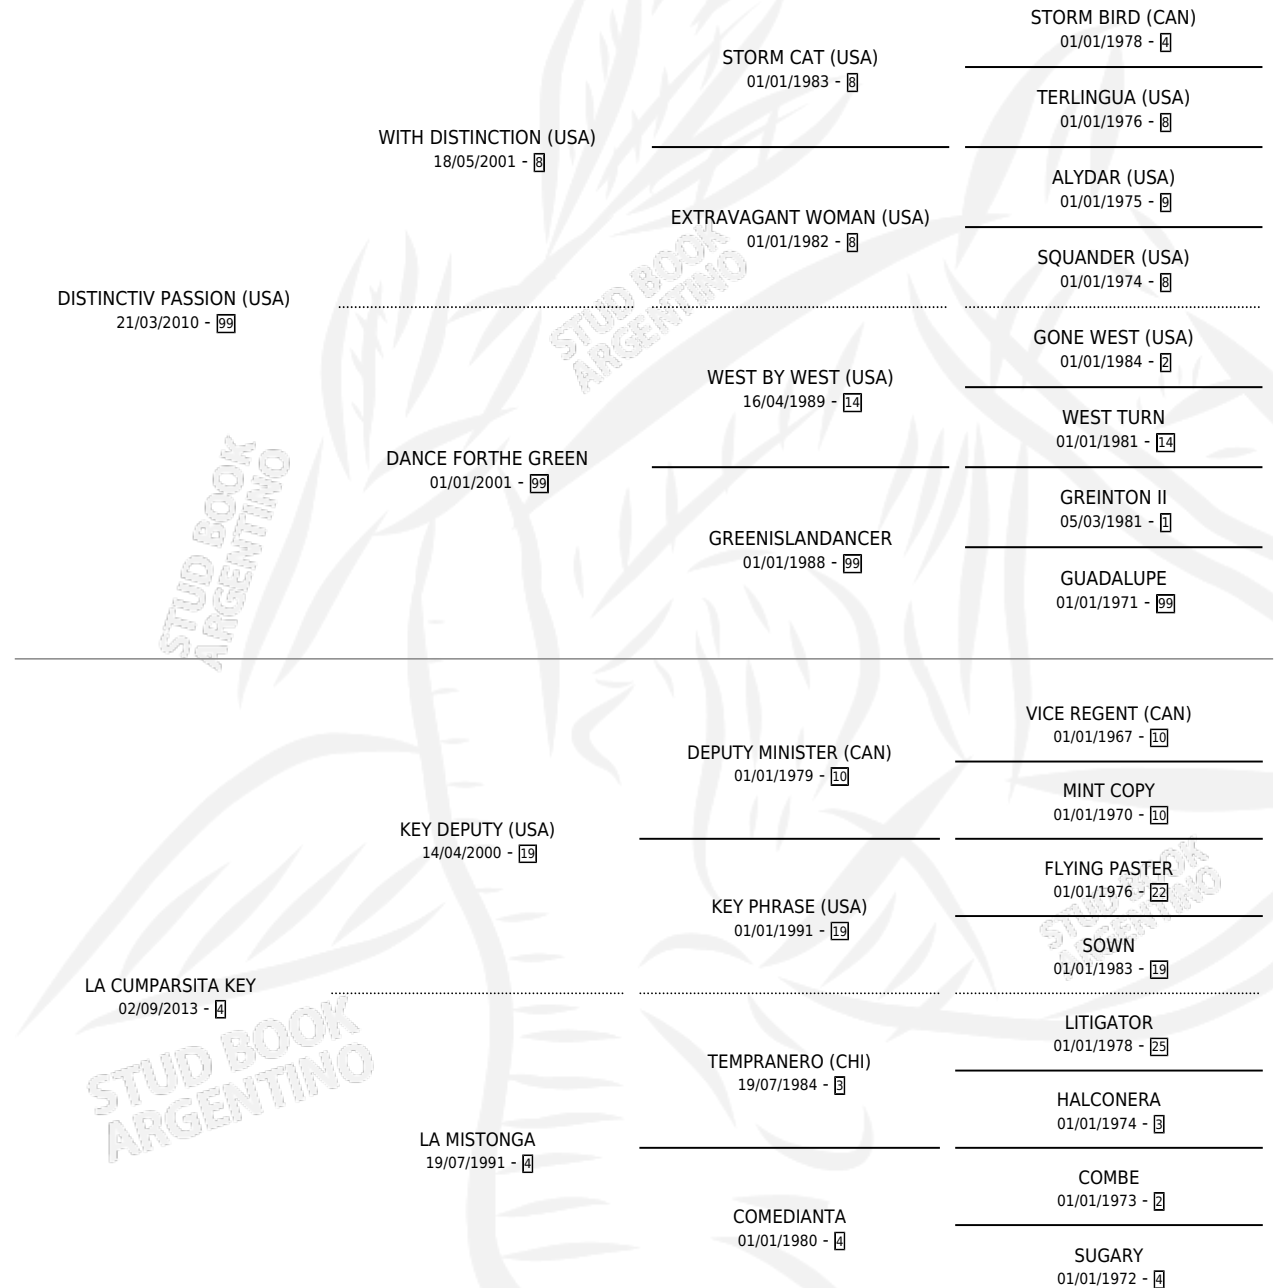 STORM BIRD (CAN)
01/01/1978 - 4
STORM CAT (USA)
01/01/1983 - 8
TERLINGUA (USA)
01/01/1976 - 8
WITH DISTINCTION (USA)
18/05/2001 - 8
ALYDAR (USA)
01/01/1975 - 9
EXTRAVAGANT WOMAN (USA)
01/01/1982 - 8
SQUANDER (USA)
01/01/1974 - 8
DISTINCTIV PASSION (USA)
21/03/2010 - 99
GONE WEST (USA)
01/01/1984 - 2
WEST BY WEST (USA)
16/04/1989 - 14
WEST TURN
01/01/1981 - 14
DANCE FORTHE GREEN
01/01/2001 - 99
GREINTON II
05/03/1981 - 1
GREENISLANDANCER
01/01/1988 - 99
GUADALUPE
01/01/1971 - 99
VICE REGENT (CAN)
01/01/1967 - 10
DEPUTY MINISTER (CAN)
01/01/1979 - 10
MINT COPY
01/01/1970 - 10
KEY DEPUTY (USA)
14/04/2000 - 19
FLYING PASTER
01/01/1976 - 22
KEY PHRASE (USA)
01/01/1991 - 19
SOWN
01/01/1983 - 19
LA CUMPARSITA KEY
02/09/2013 - 4
LITIGATOR
01/01/1978 - 25
TEMPRANERO (CHI)
19/07/1984 - 3
HALCONERA
01/01/1974 - 3
LA MISTONGA
19/07/1991 - 4
COMBE
01/01/1973 - 2
COMEDIANTA
01/01/1980 - 4
SUGARY
01/01/1972 - 4
STUD BOOK
ARGENTINO
STUD BOOK
ARGENTINO
STUD BOOK
ARGENTINO
STUD BOOK
ARGENTINO